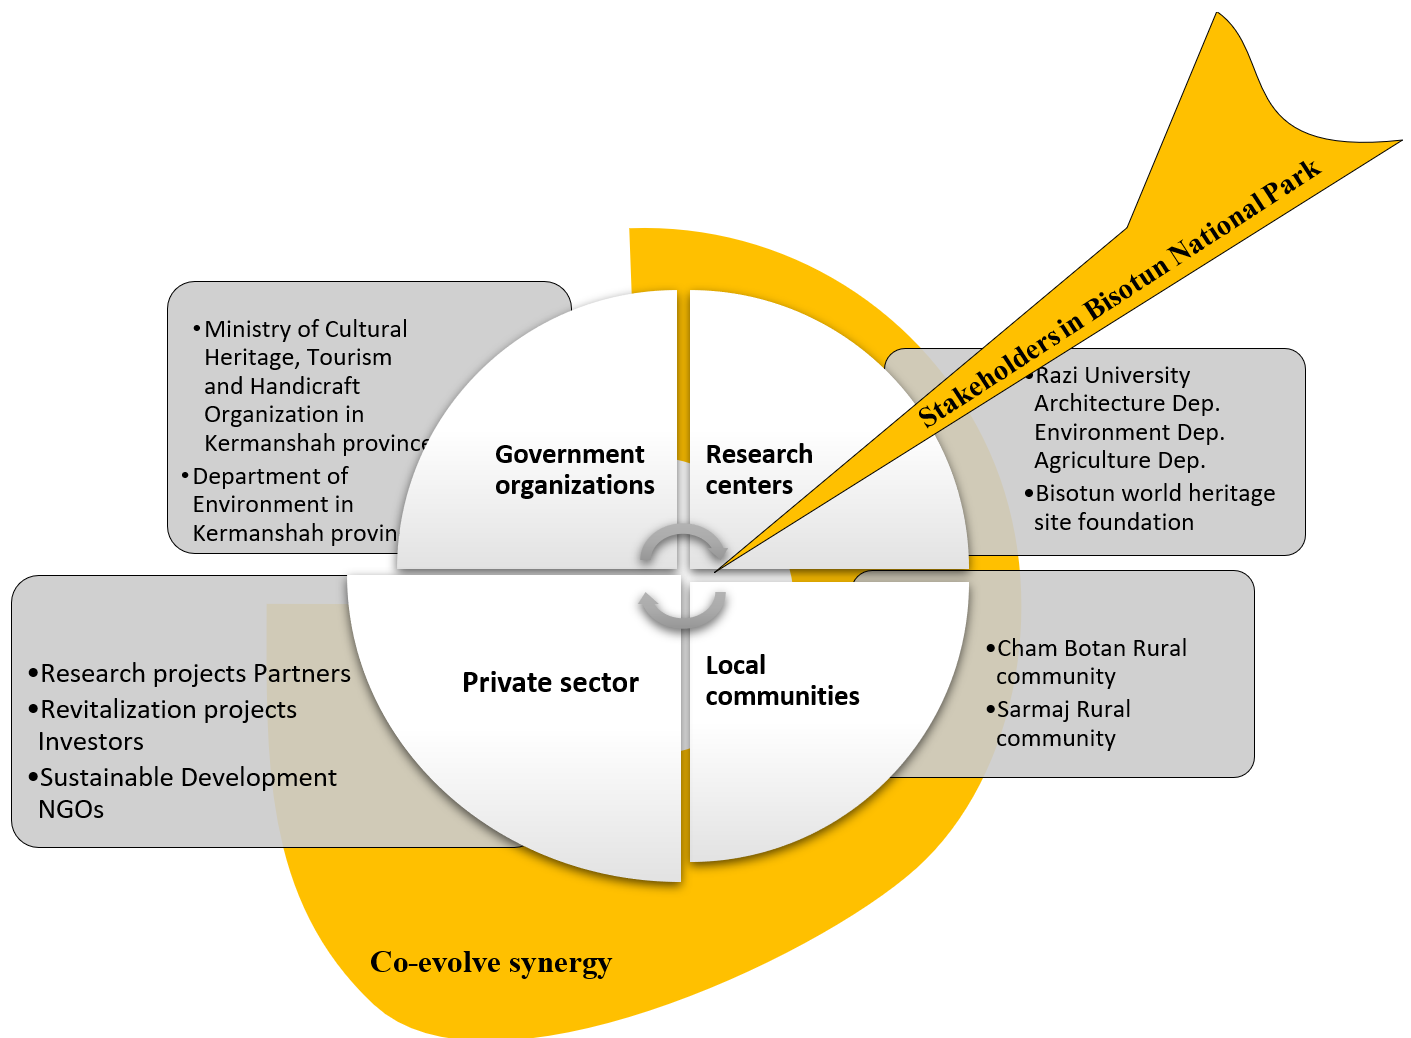 Stakeholders in Bisotun National Park
•Ministry of Cultural
Heritage, Tourism
and Handicraft
Organization in
Kermanshah province
•Department of
Environment in
Kermanshah provin
Government
organizations
Research
centers
•Razi University
Architecture Dep.
Environment Dep.
Agriculture Dep.
•Bisotun world heritage
site foundation
•Research projects Partners
•Revitalization projects
Investors
•Sustainable Development
NGOs
Private sector
Local
communities
•Cham Botan Rural
community
•Sarmaj Rural
community
Co-evolve synergy